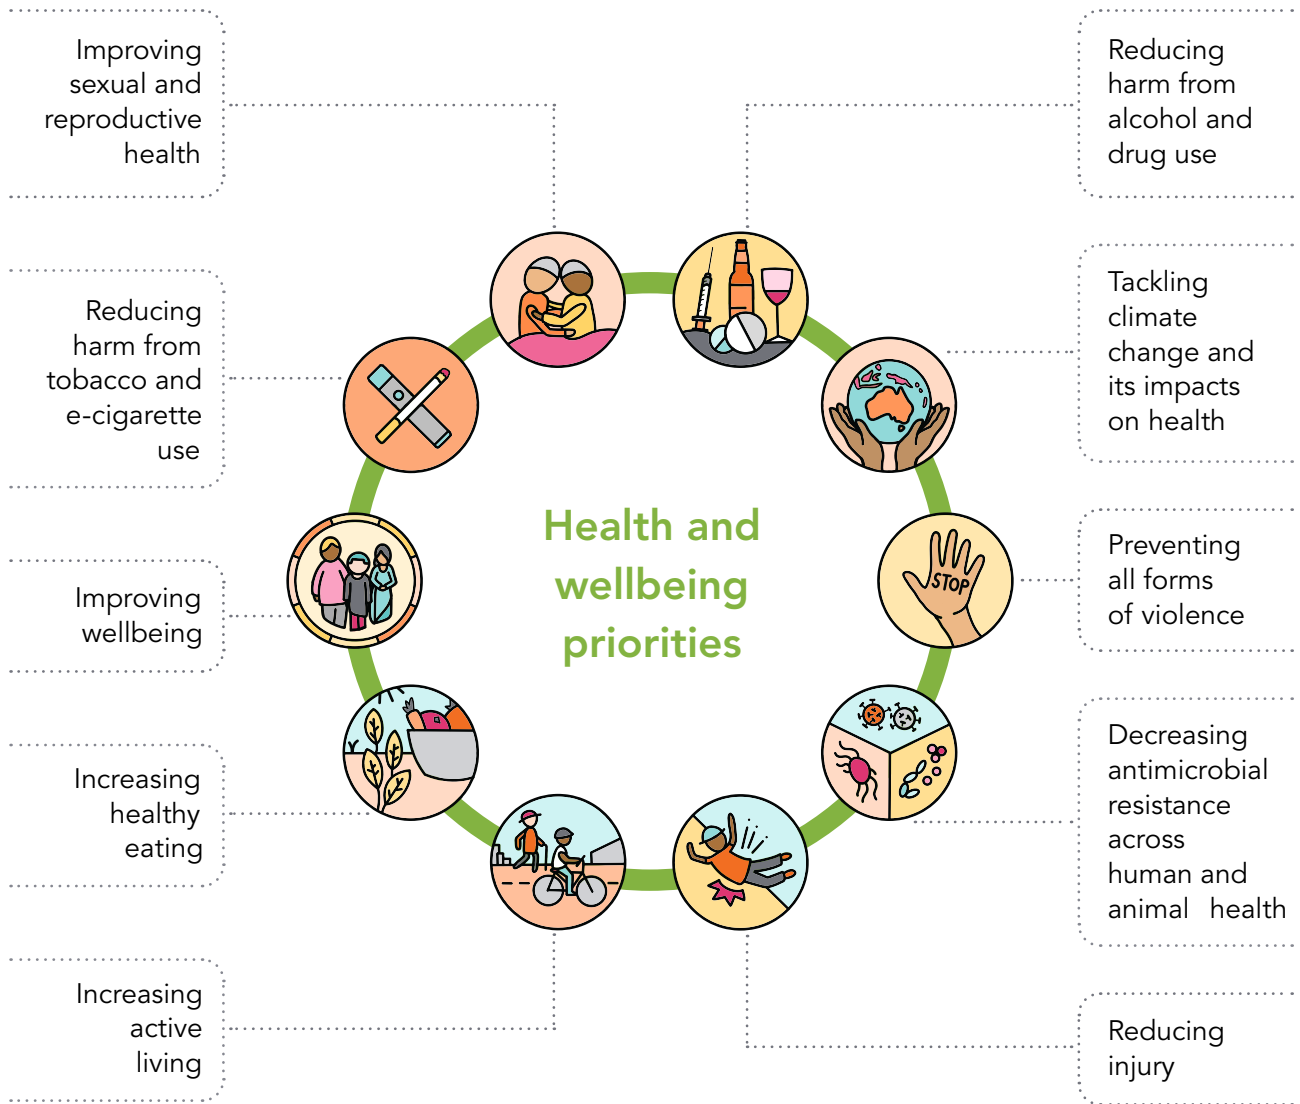 Improving
sexual and
reproductive
health
Reducing
harm from
tobacco and
e-cigarette
use
Improving
wellbeing
Increasing
healthy
eating
Increasing
active
living
Health and
wellbeing
priorities
STOP
Reducing
harm from
alcohol and
drug use
Tackling
climate
change and
its impacts
on health
Preventing
all forms
of violence
Decreasing
antimicrobial
resistance
across
human and
animal health
Reducing
injury